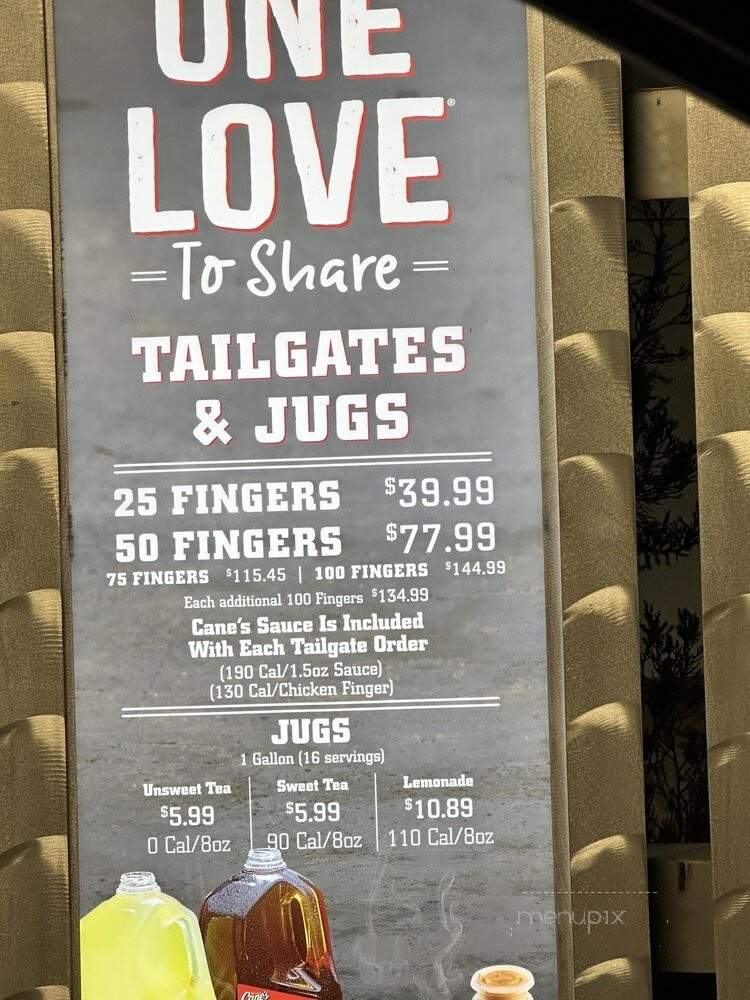 ONE
LOVE®
To Share
TAILGATES
& JUGS
25 FINGERS $39.99
50 FINGERS $77.99
75 FINGERS $115.45 | 100 FINGERS $144.99
Each additional 100 Fingers $134.99
Cane's Sauce Is Included
With Each Tailgate Order
(190 Cal/1.5oz Sauce)
(130 Cal/Chicken Finger)
JUGS
1 Gallon (16 servings)
Unsweet Tea Sweet Tea Lemonade
$5.99 $5.99 $10.89
0 Cal/8oz 90 Cal/8oz 110 Cal/8oz
menupix
Cane's